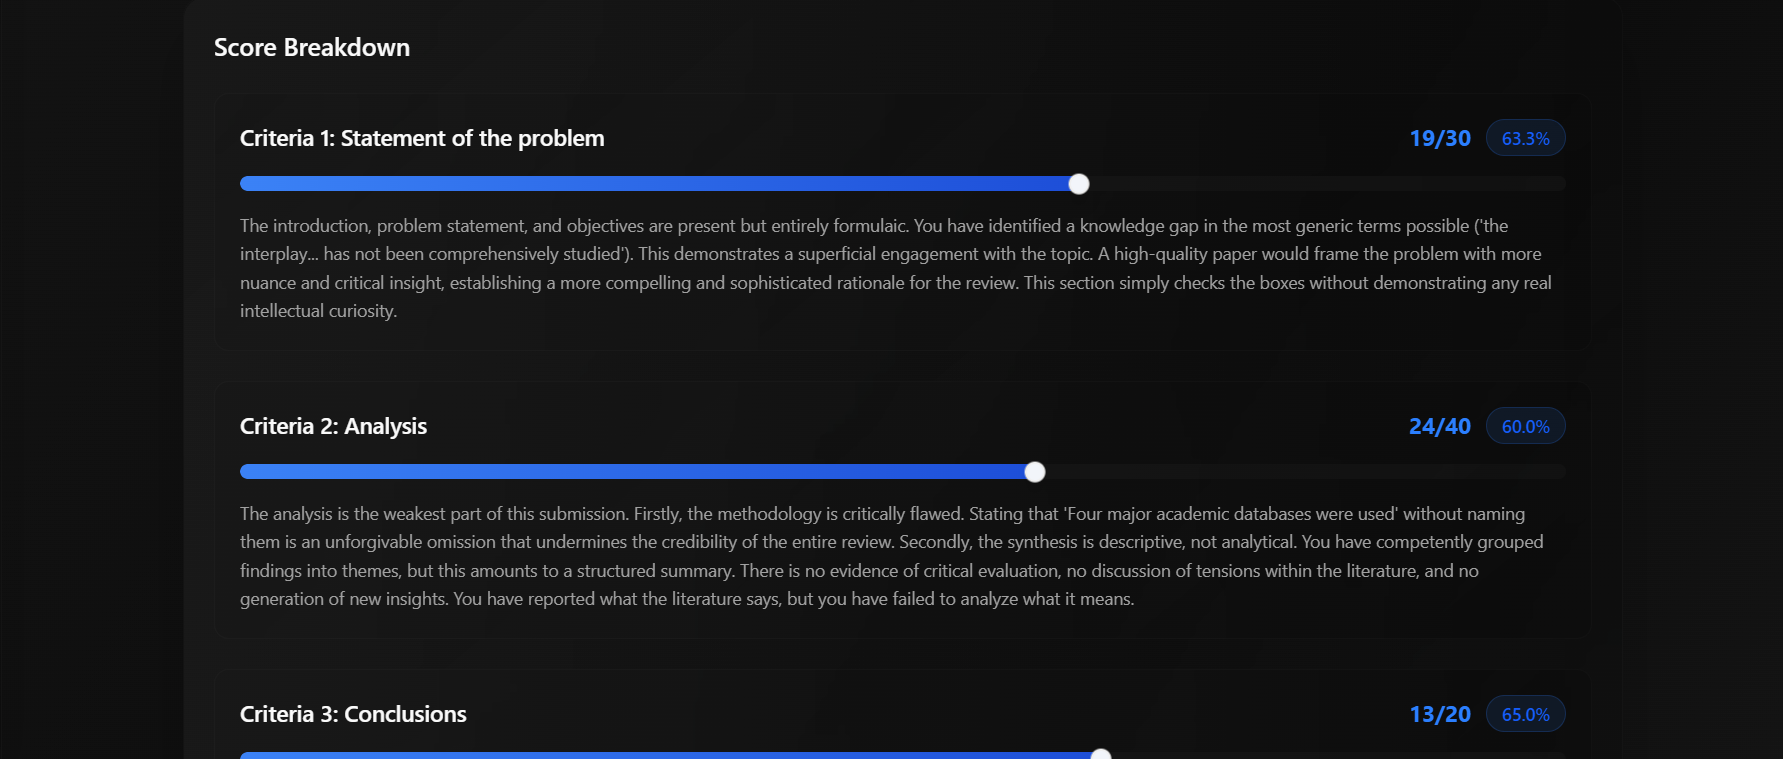 Score Breakdown
Criteria 1: Statement of the problem
19/30
63.3%
The introduction, problem statement, and objectives are present but entirely formulaic. You have identified a knowledge gap in the most generic terms possible ('the
interplay... has not been comprehensively studied'). This demonstrates a superficial engagement with the topic. A high-quality paper would frame the problem with more
nuance and critical insight, establishing a more compelling and sophisticated rationale for the review. This section simply checks the boxes without demonstrating any real
intellectual curiosity.
Criteria 2: Analysis
24/40
60.0%
The analysis is the weakest part of this submission. Firstly, the methodology is critically flawed. Stating that 'Four major academic databases were used' without naming
them is an unforgivable omission that undermines the credibility of the entire review. Secondly, the synthesis is descriptive, not analytical. You have competently grouped
findings into themes, but this amounts to a structured summary. There is no evidence of critical evaluation, no discussion of tensions within the literature, and no
generation of new insights. You have reported what the literature says, but you have failed to analyze what it means.
Criteria 3: Conclusions
13/20
65.0%